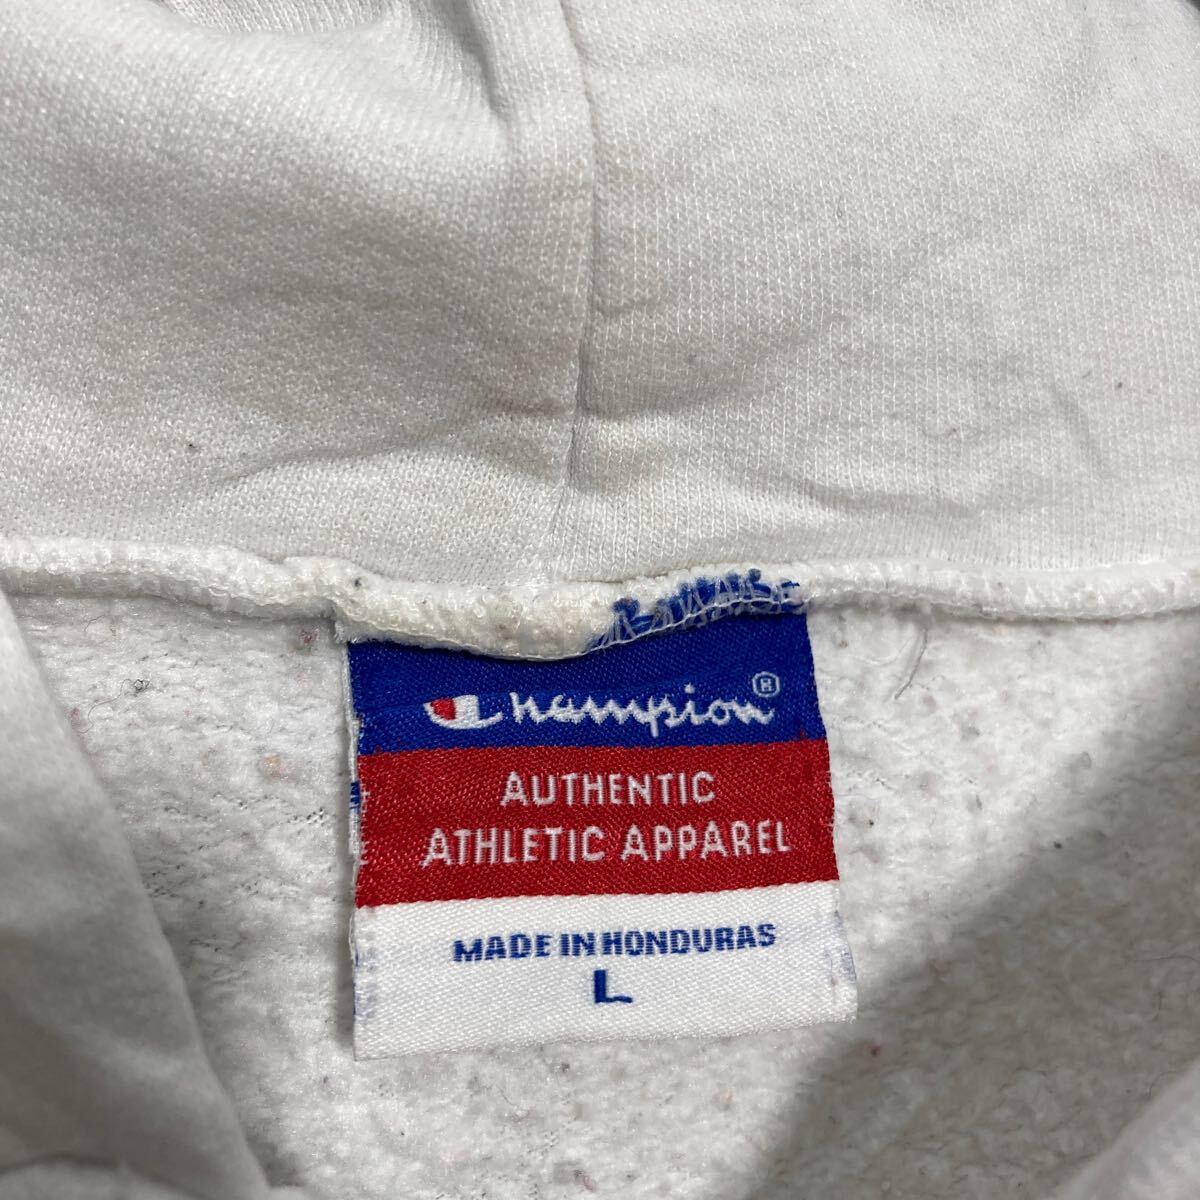 Champion®
AUTHENTIC
ATHLETIC APPAREL
MADE IN HONDURAS
L